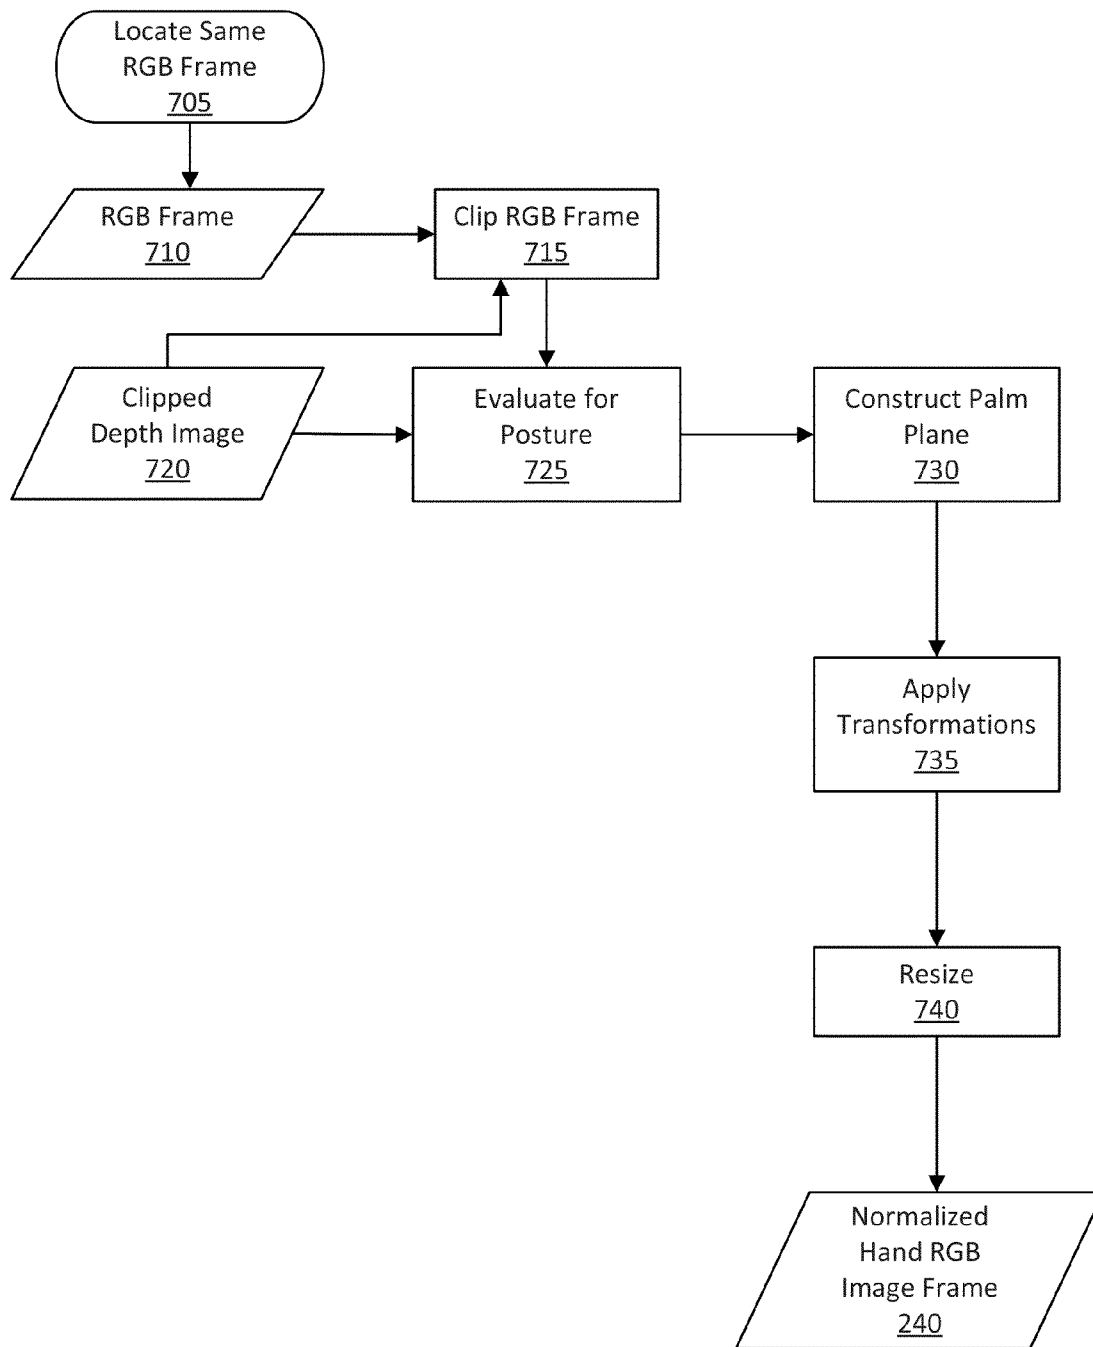 Locate Same
RGB Frame
705
RGB Frame
710
Clip RGB Frame
715
Clipped
Depth Image
720
Evaluate for
Posture
725
Construct Palm
Plane
730
Apply
Transformations
735
Resize
740
Normalized
Hand RGB
Image Frame
240